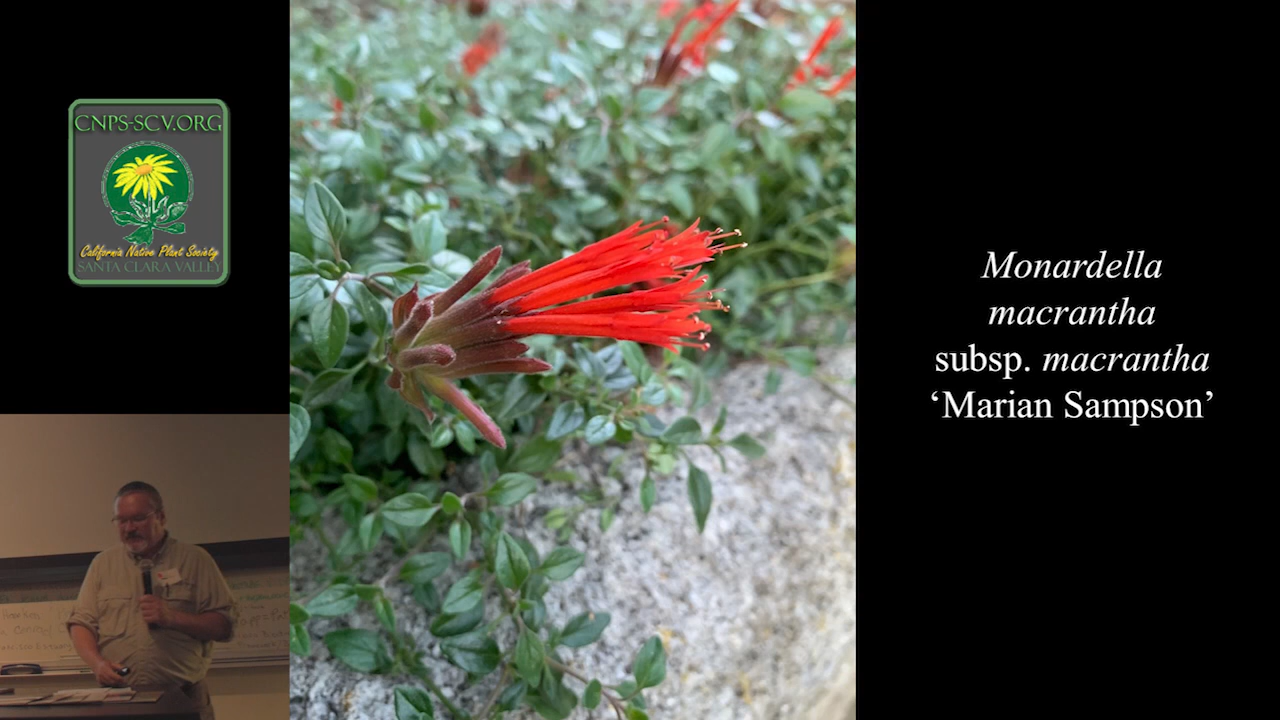 CNPS-SCV.ORG
California Native Plant Society
SANTA CLARA VALLEY
Monardella
macrantha
subsp. macrantha
‘Marian Sampson’